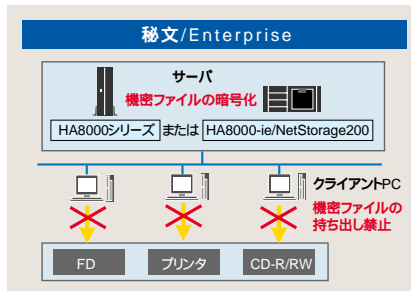 秘文/Enterprise
サーバ
機密ファイルの暗号化
HA8000シリーズ または HA8000-ie/NetStorage200
クライアントPC
機密ファイルの
持ち出し禁止
FD
プリンタ
CD-R/RW